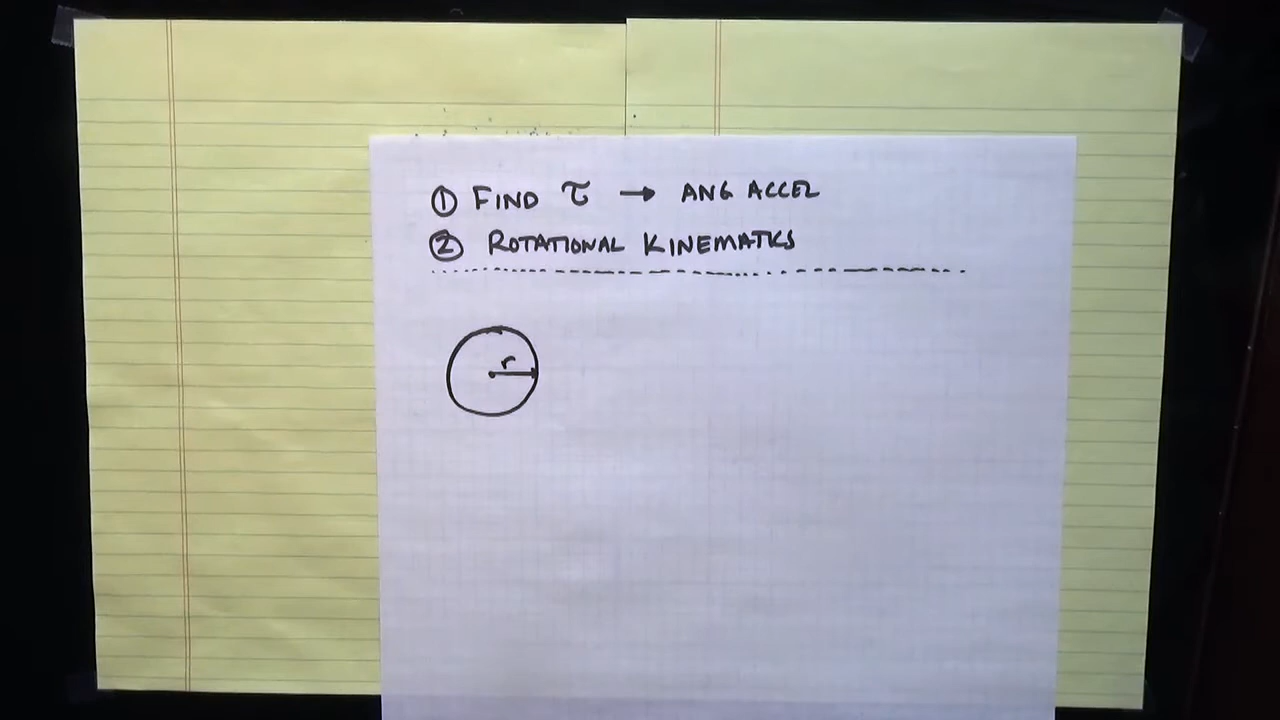 ① FIND τ → ANG ACCEL
② ROTATIONAL KINEMATICS
r